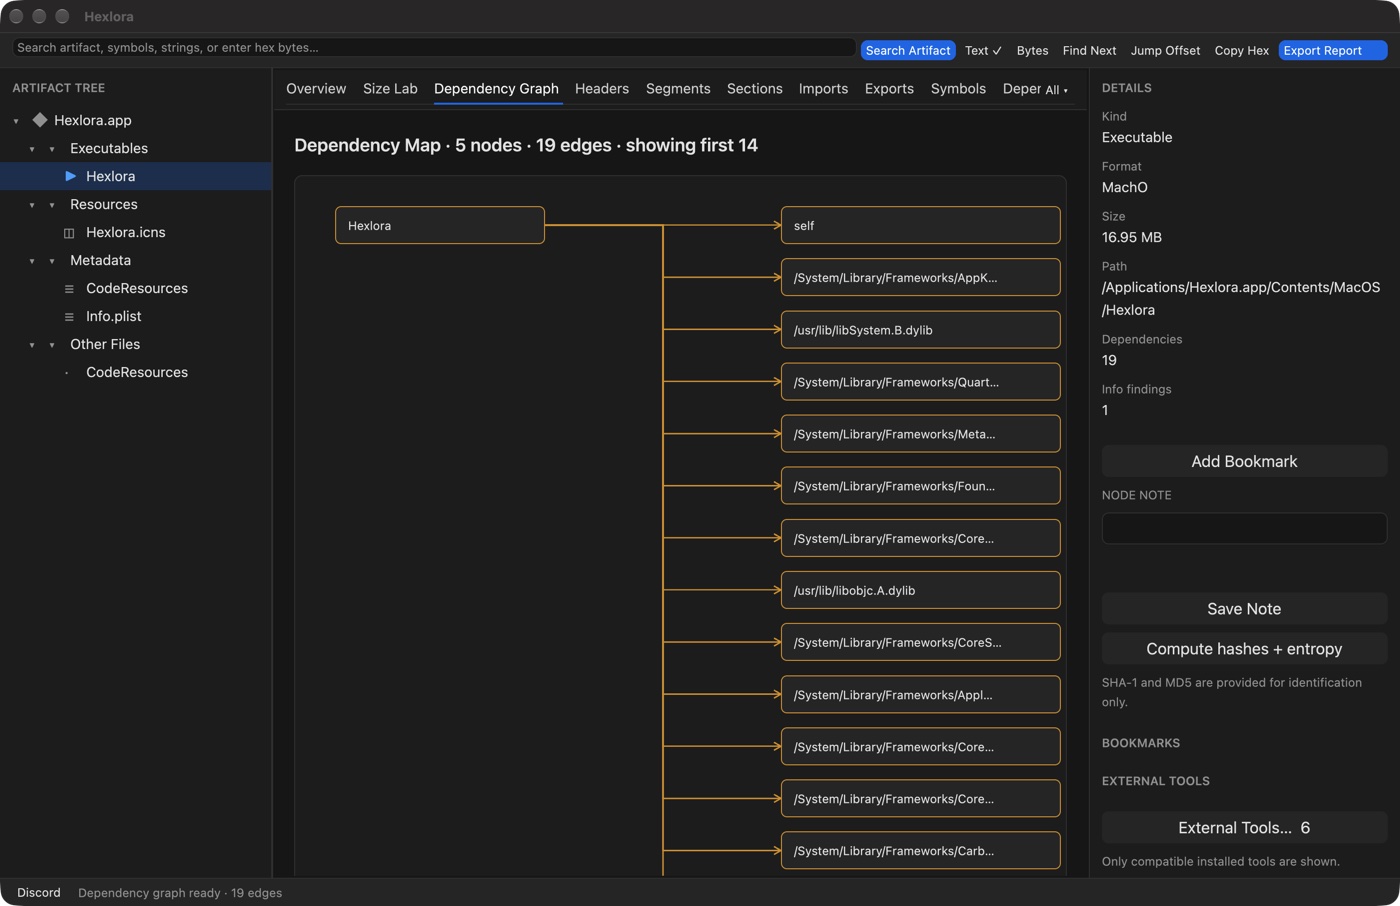 Hexlora
Search artifact, symbols, strings, or enter hex bytes...
Search Artifact
Text ✓
Bytes
Find Next
Jump Offset
Copy Hex
Export Report
ARTIFACT TREE
Hexlora.app
Executables
Hexlora
Resources
Hexlora.icns
Metadata
CodeResources
Info.plist
Other Files
CodeResources
Overview
Size Lab
Dependency Graph
Headers
Segments
Sections
Imports
Exports
Symbols
Deper
All
Dependency Map · 5 nodes · 19 edges · showing first 14
Hexlora
self
/System/Library/Frameworks/AppK...
/usr/lib/libSystem.B.dylib
/System/Library/Frameworks/Quart...
/System/Library/Frameworks/Meta...
/System/Library/Frameworks/Foun...
/System/Library/Frameworks/Core...
/usr/lib/libobjc.A.dylib
/System/Library/Frameworks/CoreS...
/System/Library/Frameworks/Appl...
/System/Library/Frameworks/Core...
/System/Library/Frameworks/Core...
/System/Library/Frameworks/Carb...
DETAILS
Kind
Executable
Format
MachO
Size
16.95 MB
Path
/Applications/Hexlora.app/Contents/MacOS
/Hexlora
Dependencies
19
Info findings
1
Add Bookmark
NODE NOTE
Save Note
Compute hashes + entropy
SHA-1 and MD5 are provided for identification
only.
BOOKMARKS
EXTERNAL TOOLS
External Tools... 6
Only compatible installed tools are shown.
Discord
Dependency graph ready · 19 edges